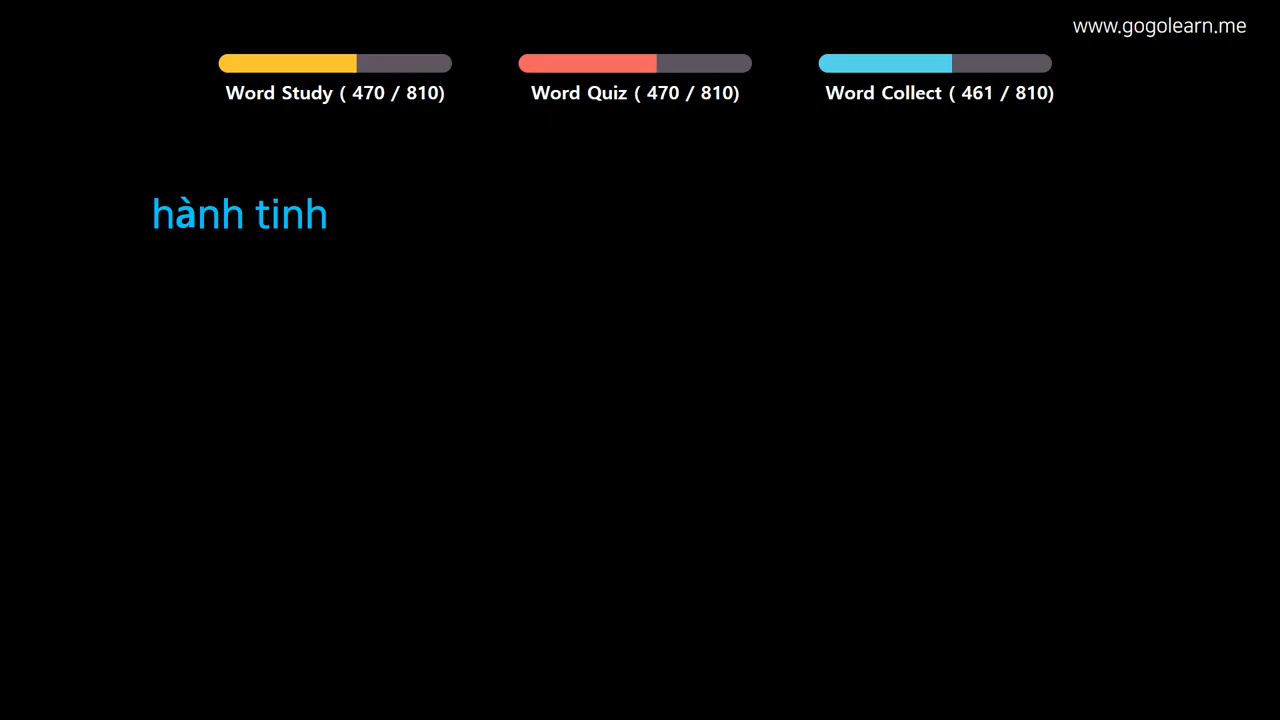 www.gogolearn.me
Word Study ( 470 / 810)
Word Quiz ( 470 / 810)
Word Collect ( 461 / 810)
hành tinh